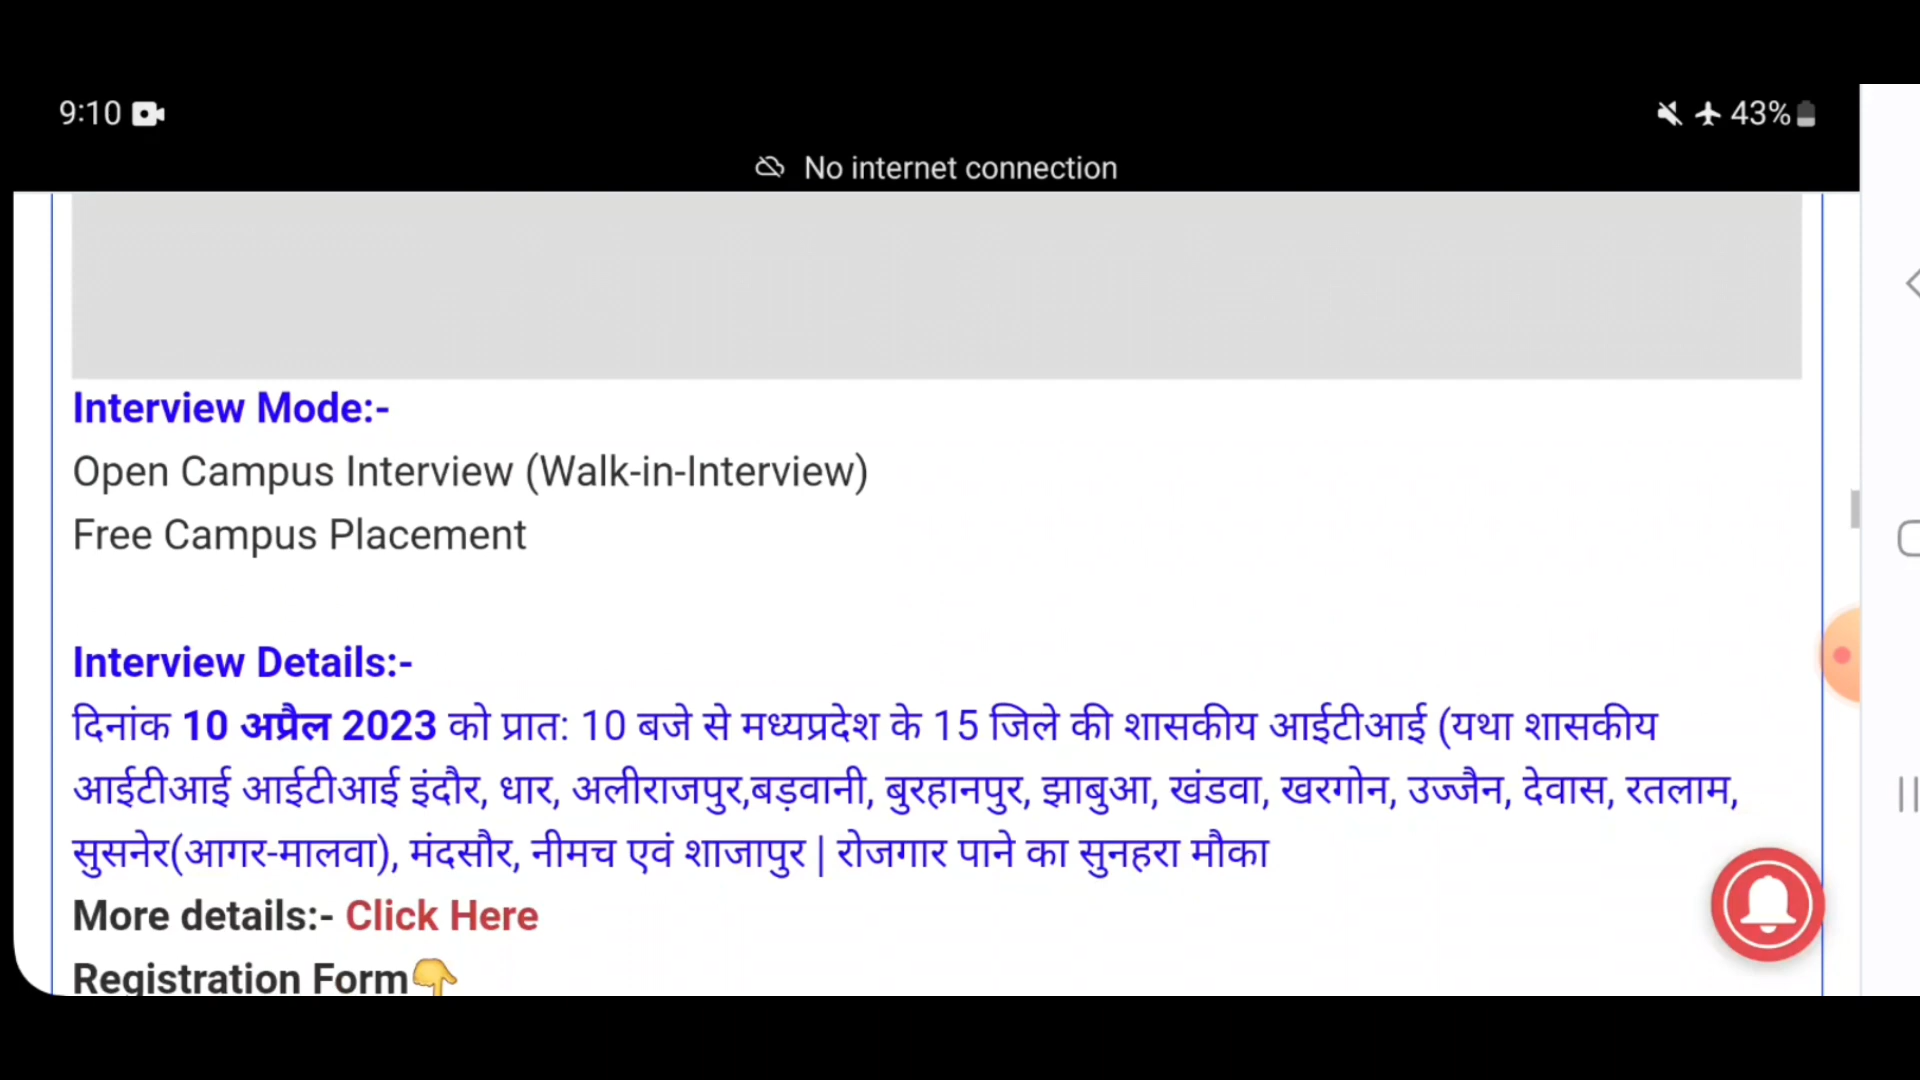 9:10
43%
No internet connection
Interview Mode:-
Open Campus Interview (Walk-in-Interview)
Free Campus Placement
Interview Details:-
दिनांक 10 अप्रैल 2023 को प्रात: 10 बजे से मध्यप्रदेश के 15 जिले की शासकीय आईटीआई (यथा शासकीय
आईटीआई आईटीआई इंदौर, धार, अलीराजपुर,बड़वानी, बुरहानपुर, झाबुआ, खंडवा, खरगोन, उज्जैन, देवास, रतलाम,
सुसनेर(आगर-मालवा), मंदसौर, नीमच एवं शाजापुर | रोजगार पाने का सुनहरा मौका
More details:- Click Here
Registration Form👇